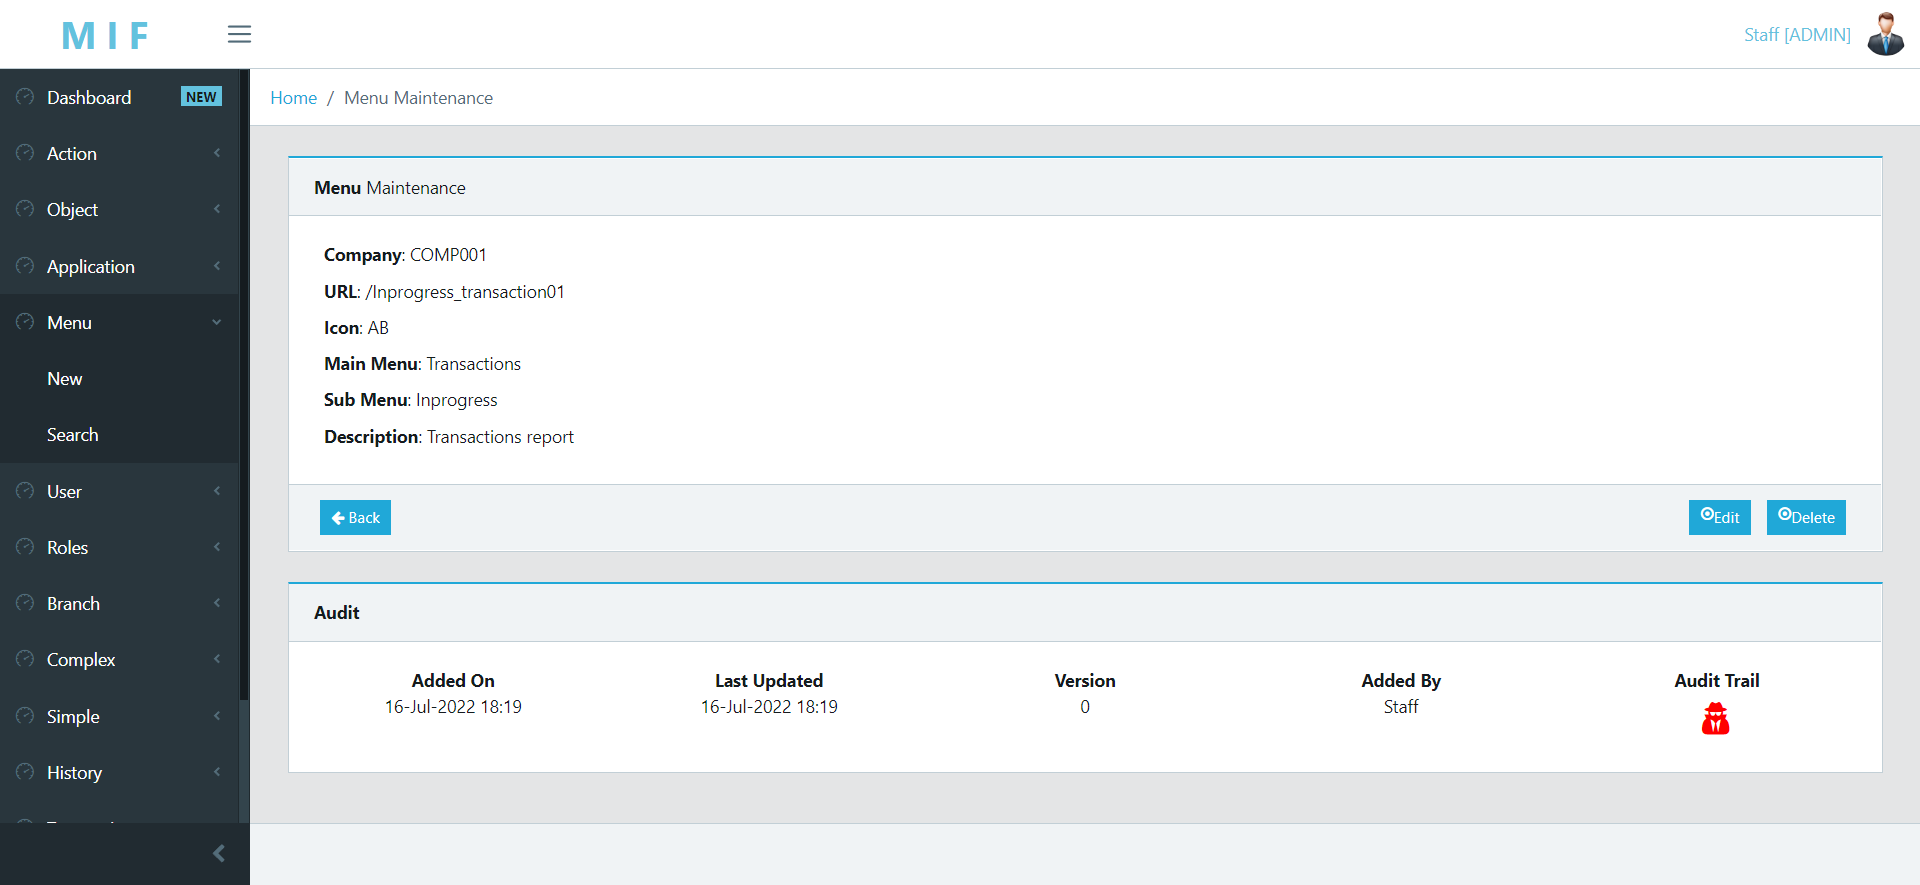 M I F
Staff [ADMIN]
Dashboard NEW
Action
Object
Application
Menu
New
Search
User
Roles
Branch
Complex
Simple
History
Home / Menu Maintenance
Menu Maintenance
Company: COMP001
URL: /Inprogress_transaction01
Icon: AB
Main Menu: Transactions
Sub Menu: Inprogress
Description: Transactions report
Back
Edit
Delete
Audit
Added On
16-Jul-2022 18:19
Last Updated
16-Jul-2022 18:19
Version
0
Added By
Staff
Audit Trail